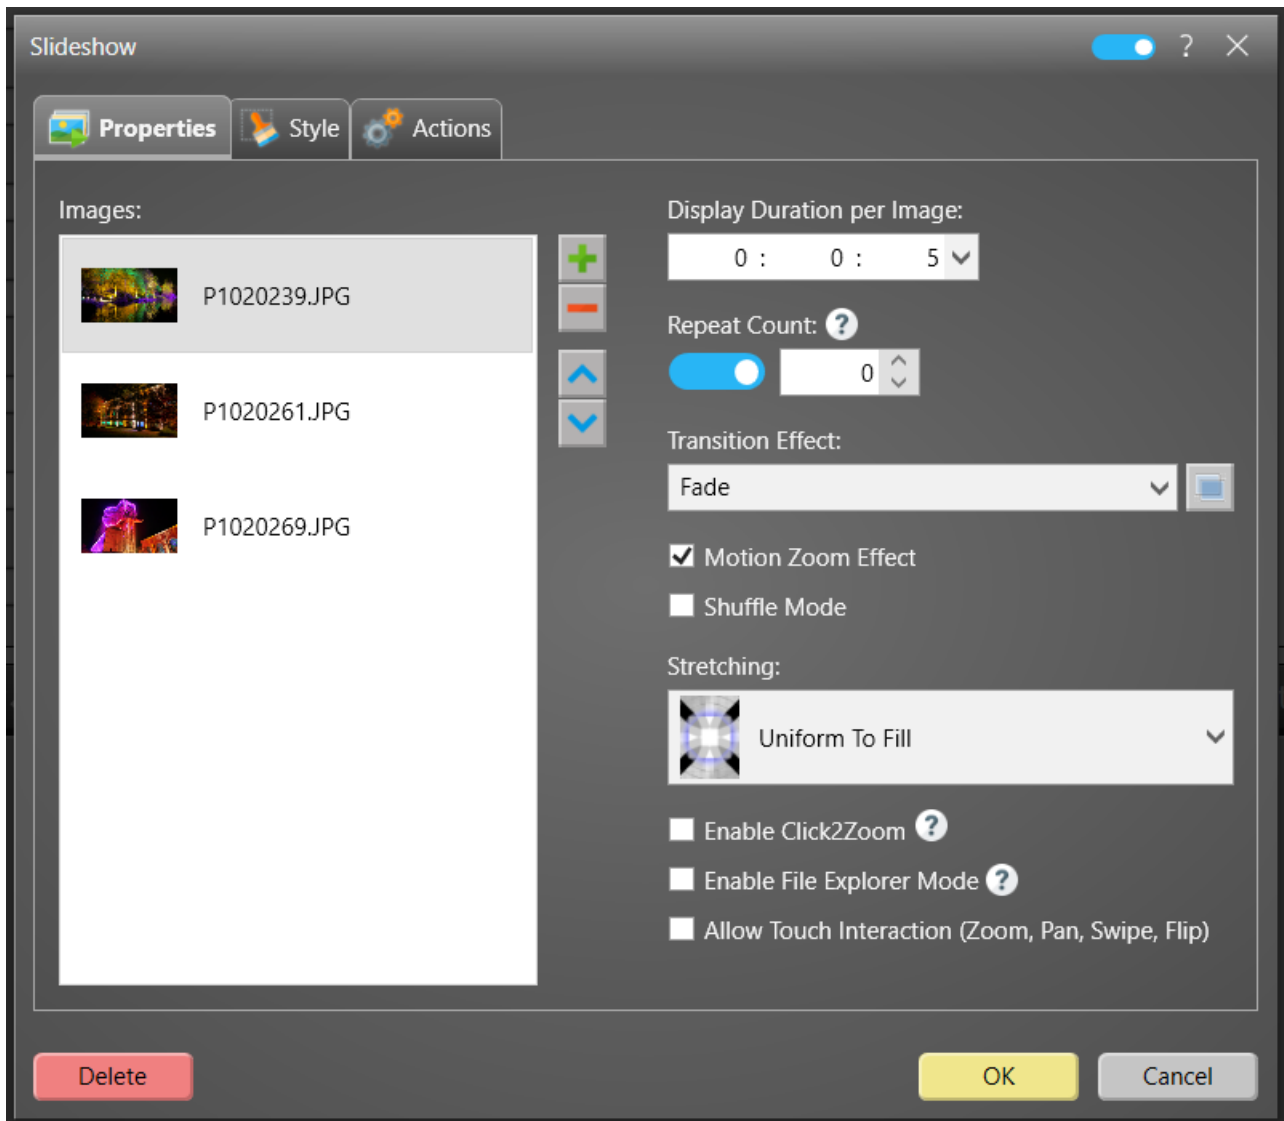 Slideshow
?
Properties
Style
Actions
Images:
P1020239.JPG
P1020261.JPG
P1020269.JPG
Display Duration per Image:
0 : 0 : 5
Repeat Count: ?
0
Transition Effect:
Fade
Motion Zoom Effect
Shuffle Mode
Stretching:
Uniform To Fill
Enable Click2Zoom ?
Enable File Explorer Mode ?
Allow Touch Interaction (Zoom, Pan, Swipe, Flip)
Delete
OK
Cancel